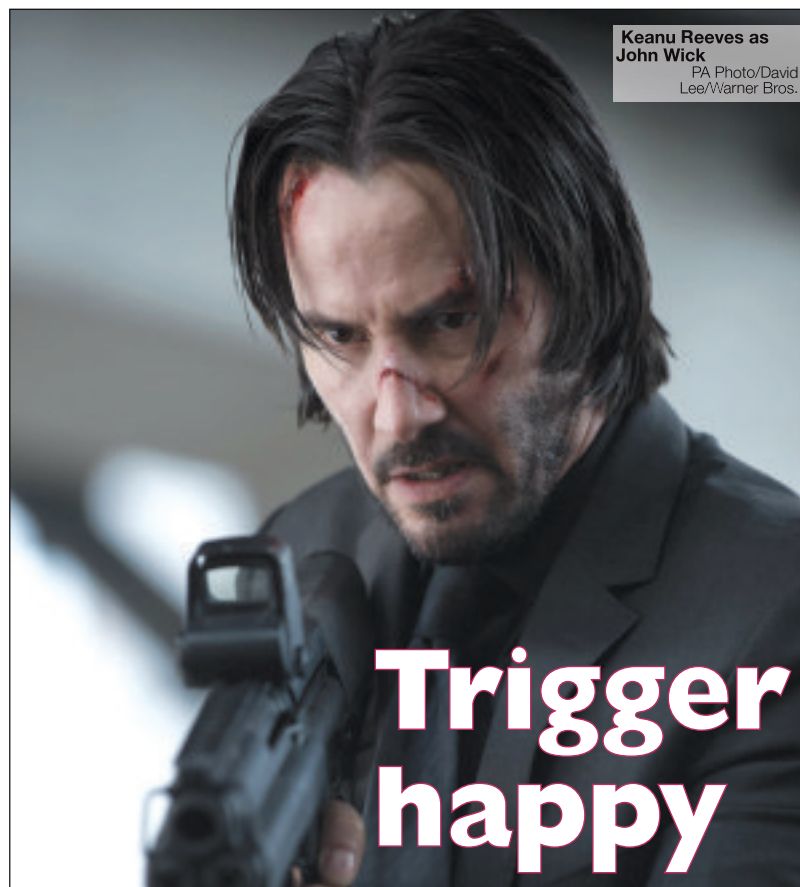 Keanu Reeves as
John Wick
PA Photo/David
Lee/Warner Bros.
Trigger
happy